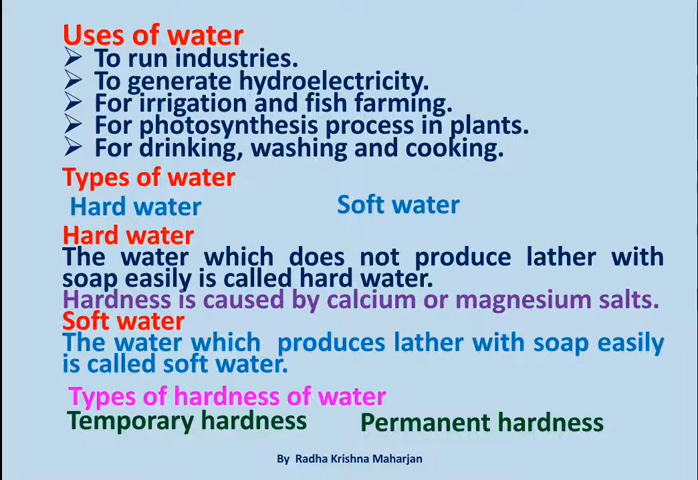 Uses of water
➢ To run industries.
➢ To generate hydroelectricity.
➢ For irrigation and fish farming.
➢ For photosynthesis process in plants.
➢ For drinking, washing and cooking.
Types of water
Hard water Soft water
Hard water
The water which does not produce lather with
soap easily is called hard water.
Hardness is caused by calcium or magnesium salts.
Soft water
The water which produces lather with soap easily
is called soft water.
Types of hardness of water
Temporary hardness Permanent hardness
By Radha Krishna Maharjan